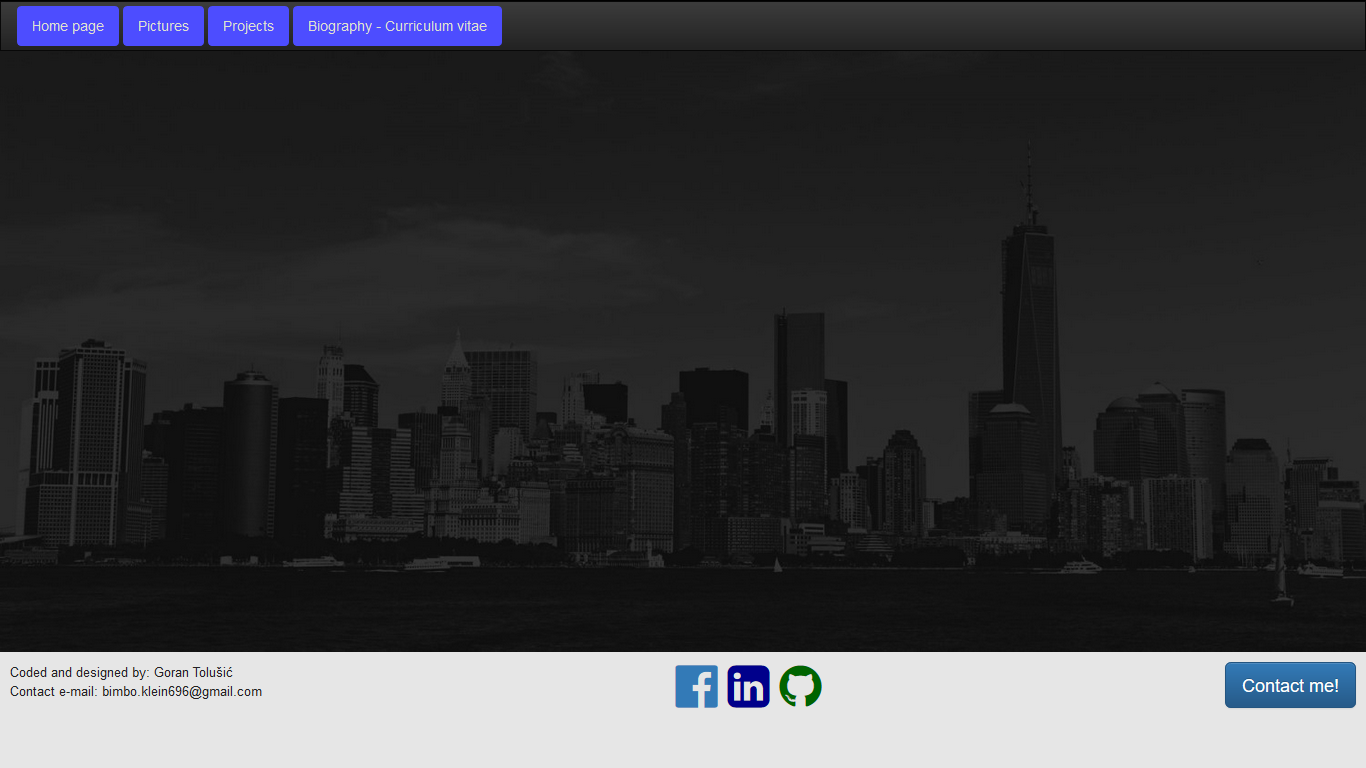 Home page
Pictures
Projects
Biography - Curriculum vitae
Coded and designed by: Goran Tolušić
Contact e-mail: bimbo.klein696@gmail.com
f
in
Contact me!